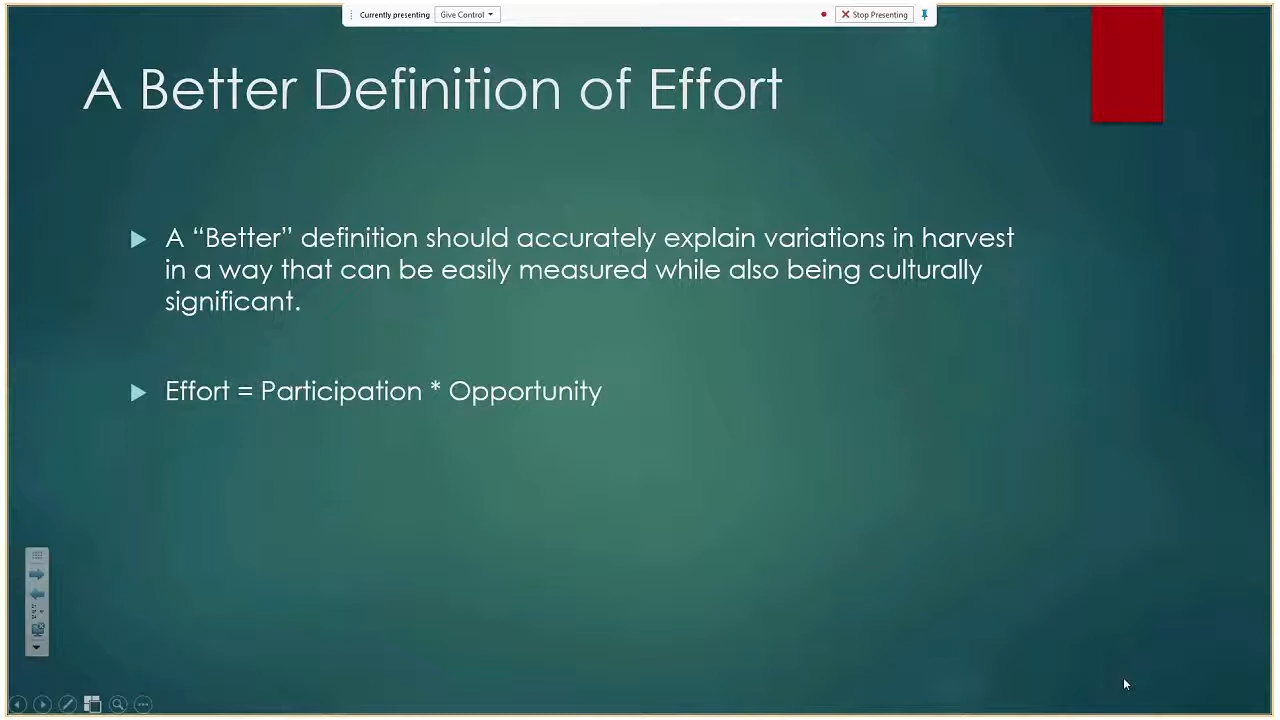 Currently presenting Give Control Stop Presenting
A Better Definition of Effort
A “Better” definition should accurately explain variations in harvest
in a way that can be easily measured while also being culturally
significant.
Effort = Participation * Opportunity